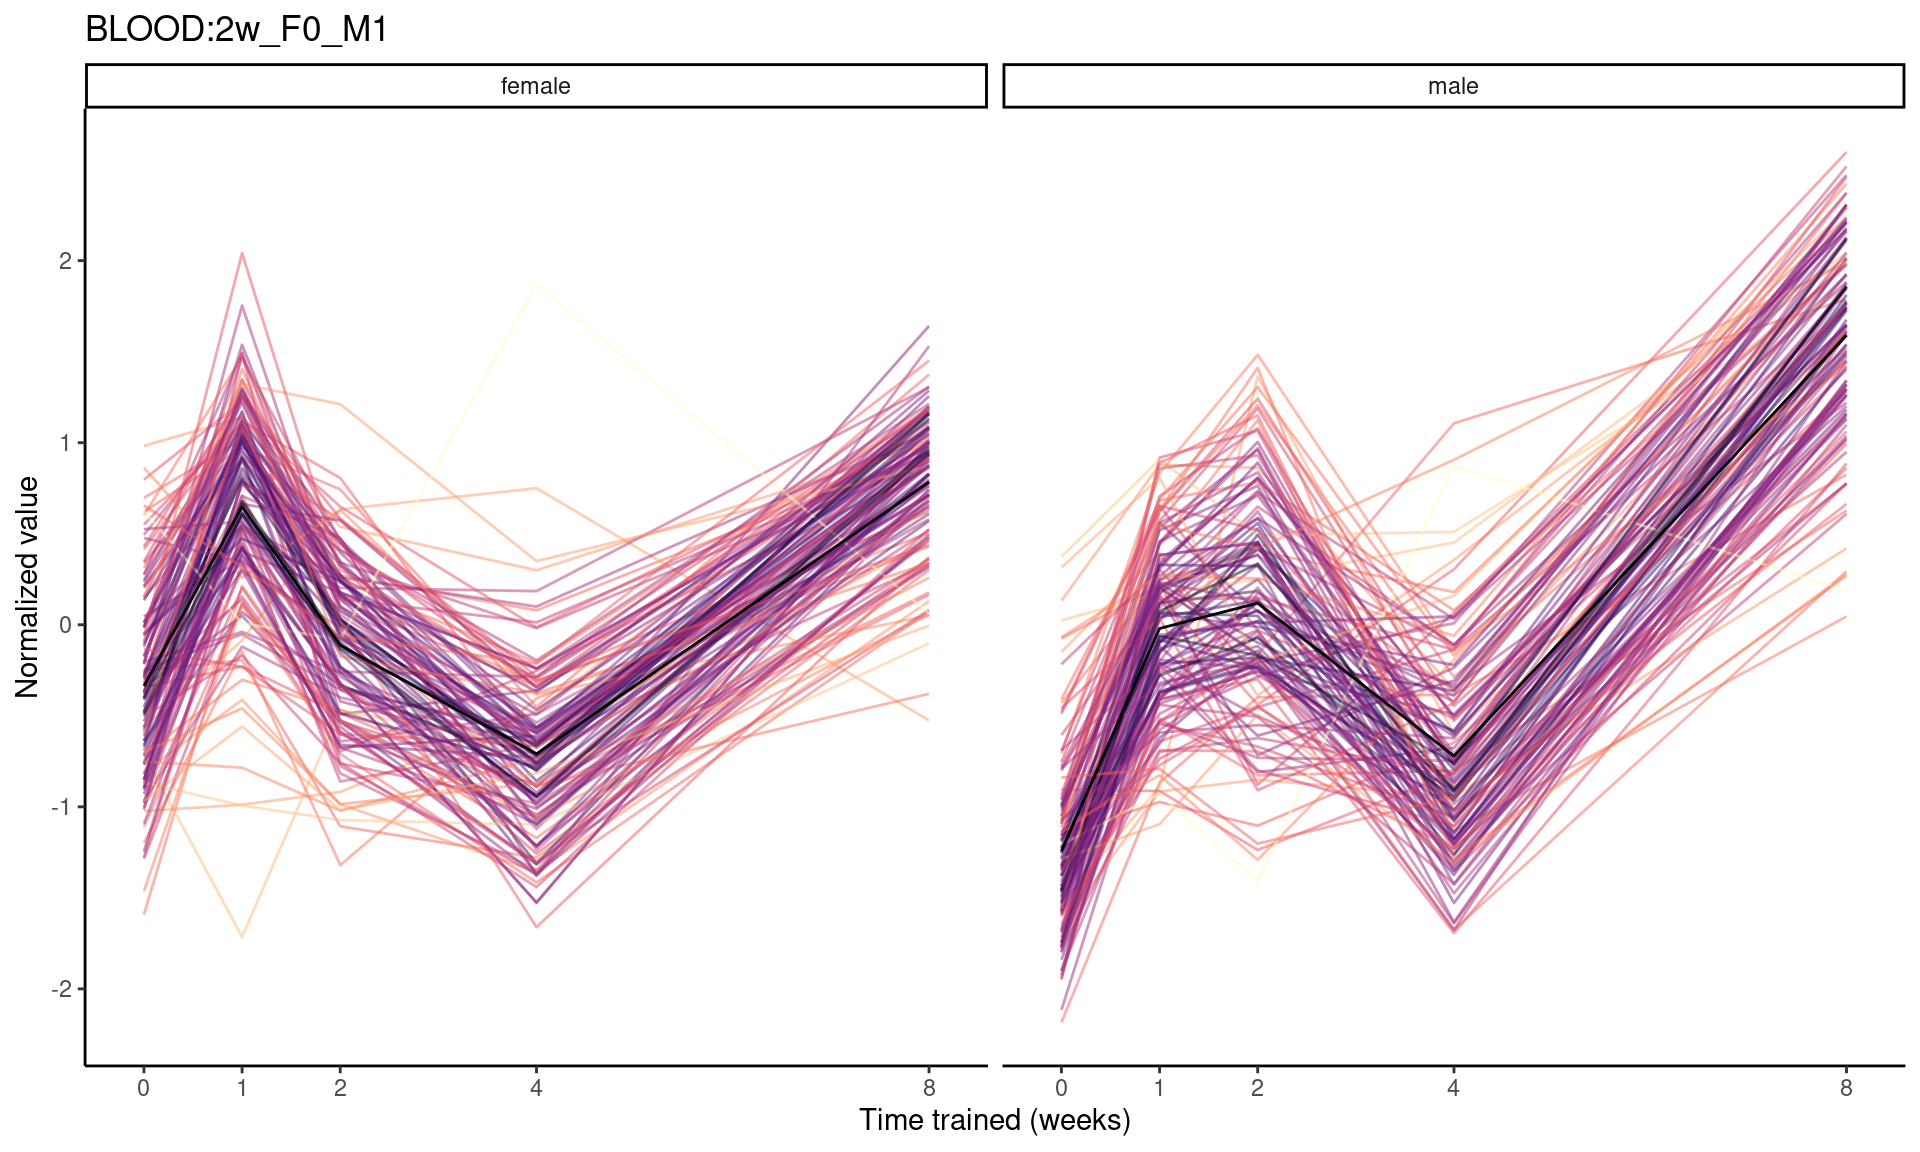 BLOOD:2w_F0_M1
female
male
Normalized value
2
1
0
-1
-2
0 1 2 4 8
0 1 2 4 8
Time trained (weeks)